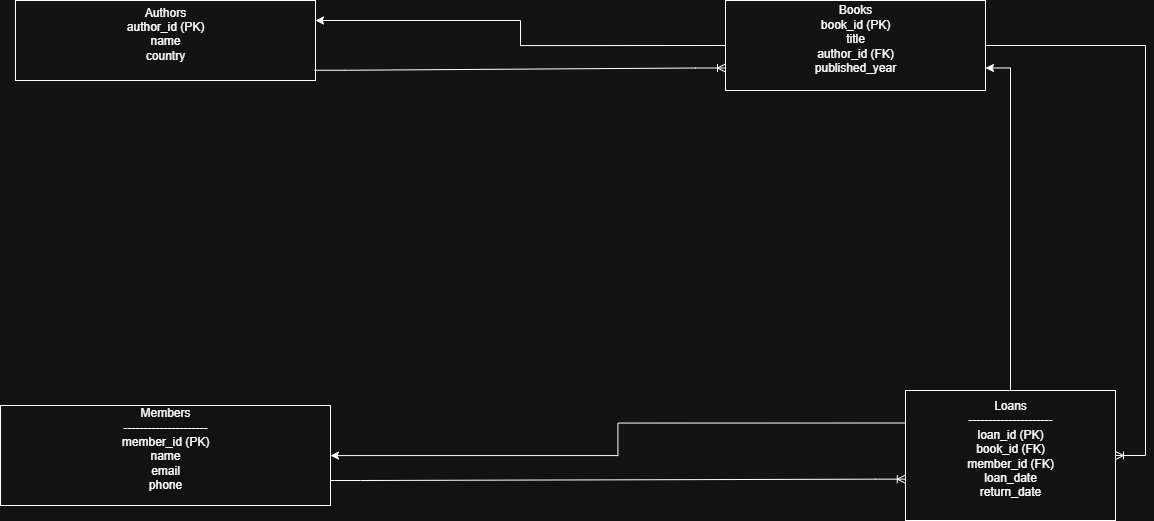 Authors
author_id (PK)
name
country
Books
book_id (PK)
title
author_id (FK)
published_year
Members
---------------------
member_id (PK)
name
email
phone
Loans
---------------------
loan_id (PK)
book_id (FK)
member_id (FK)
loan_date
return_date